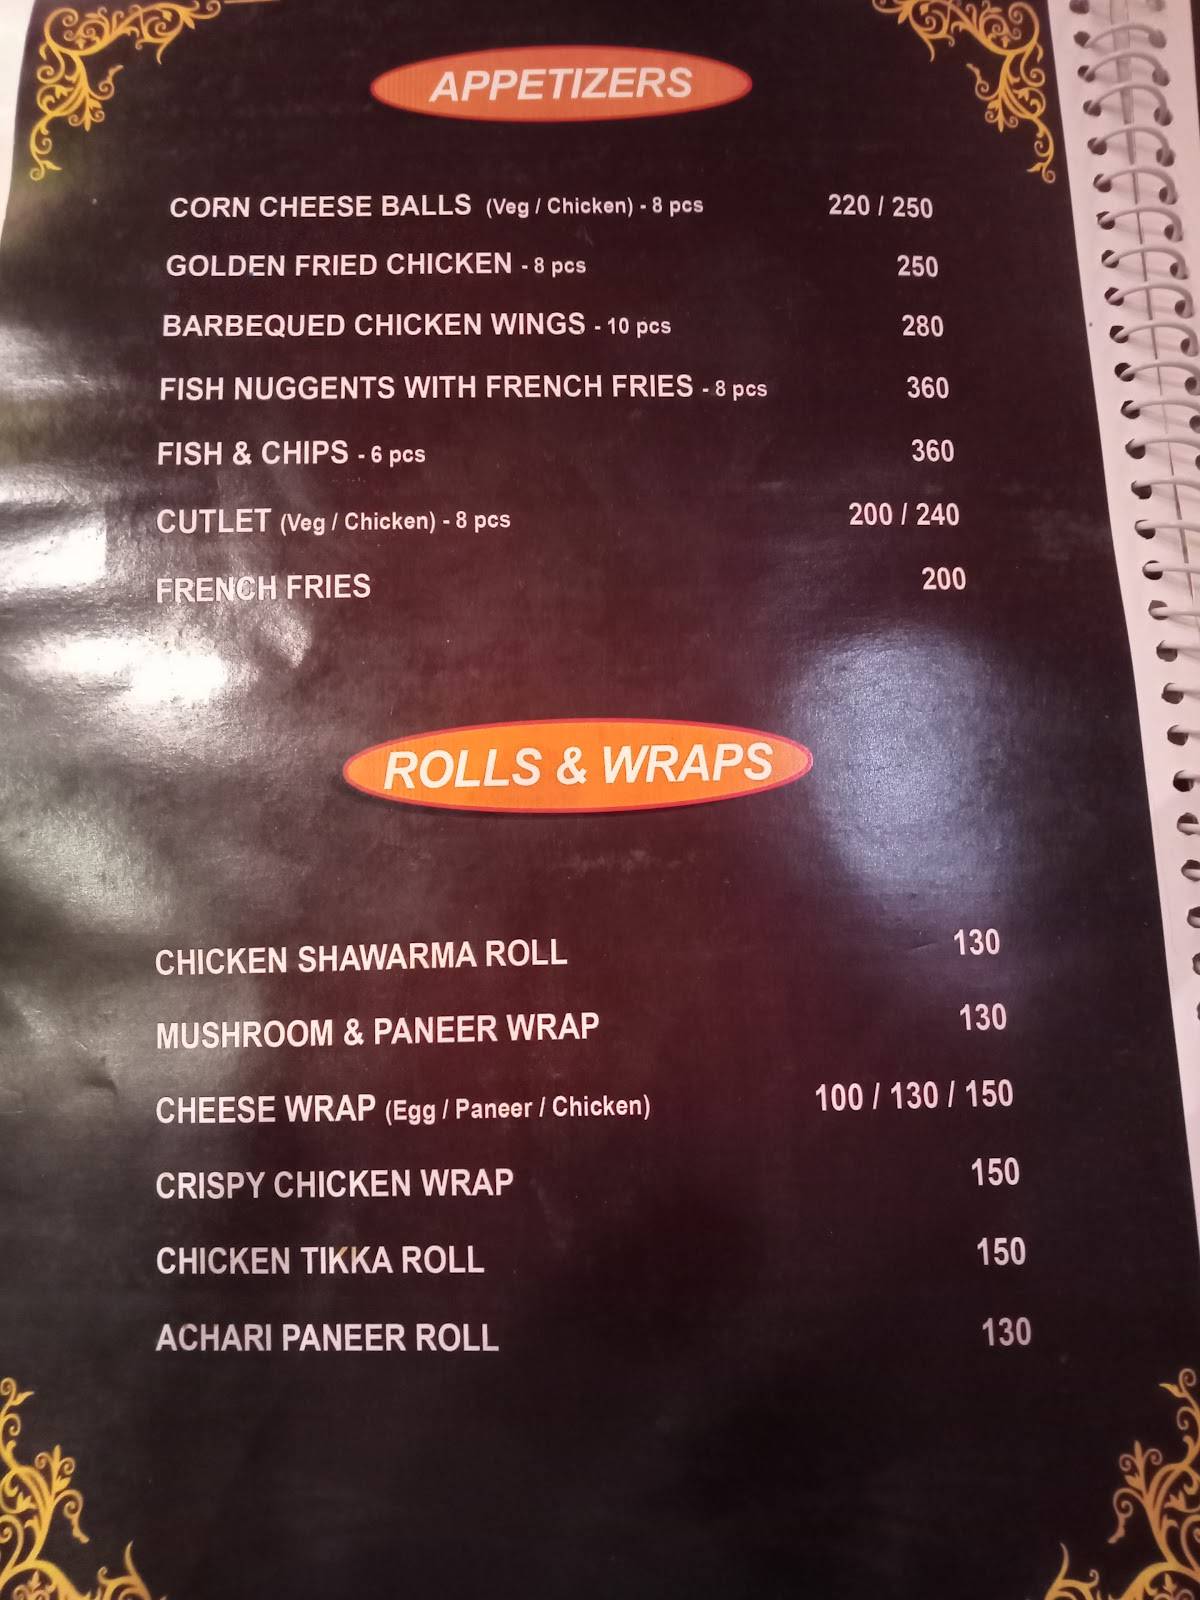 APPETIZERS
CORN CHEESE BALLS (Veg / Chicken) - 8 pcs 220 / 250
GOLDEN FRIED CHICKEN - 8 pcs 250
BARBEQUED CHICKEN WINGS - 10 pcs 280
FISH NUGGENTS WITH FRENCH FRIES - 8 pcs 360
FISH & CHIPS - 6 pcs 360
CUTLET (Veg / Chicken) - 8 pcs 200 / 240
FRENCH FRIES 200
ROLLS & WRAPS
CHICKEN SHAWARMA ROLL 130
MUSHROOM & PANEER WRAP 130
CHEESE WRAP (Egg / Paneer / Chicken) 100 / 130 / 150
CRISPY CHICKEN WRAP 150
CHICKEN TIKKA ROLL 150
ACHARI PANEER ROLL 130